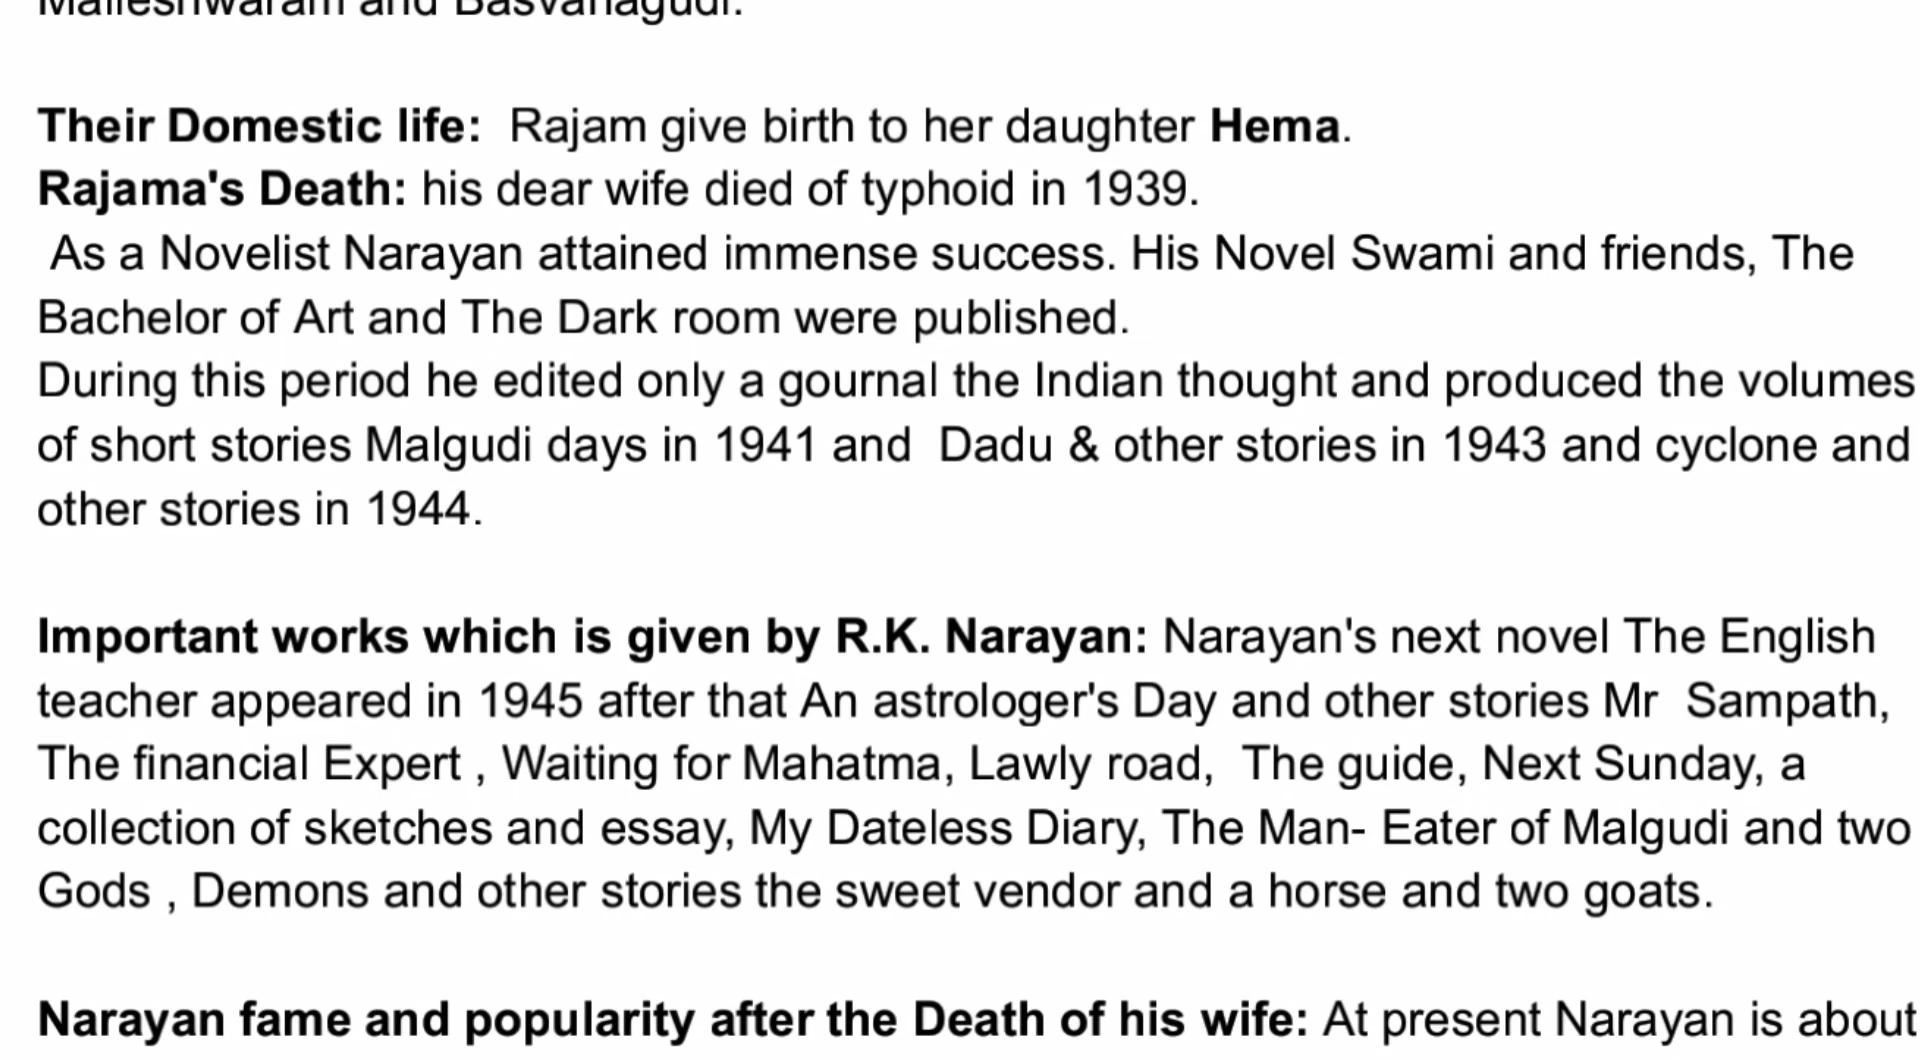 Malleshwaram and Basvanagudi.
Their Domestic life:  Rajam give birth to her daughter Hema.
Rajama's Death: his dear wife died of typhoid in 1939.
As a Novelist Narayan attained immense success. His Novel Swami and friends, The
Bachelor of Art and The Dark room were published.
During this period he edited only a gournal the Indian thought and produced the volumes
of short stories Malgudi days in 1941 and  Dadu & other stories in 1943 and cyclone and
other stories in 1944.
Important works which is given by R.K. Narayan: Narayan's next novel The English
teacher appeared in 1945 after that An astrologer's Day and other stories Mr  Sampath,
The financial Expert , Waiting for Mahatma, Lawly road,  The guide, Next Sunday, a
collection of sketches and essay, My Dateless Diary, The Man- Eater of Malgudi and two
Gods , Demons and other stories the sweet vendor and a horse and two goats.
Narayan fame and popularity after the Death of his wife: At present Narayan is about